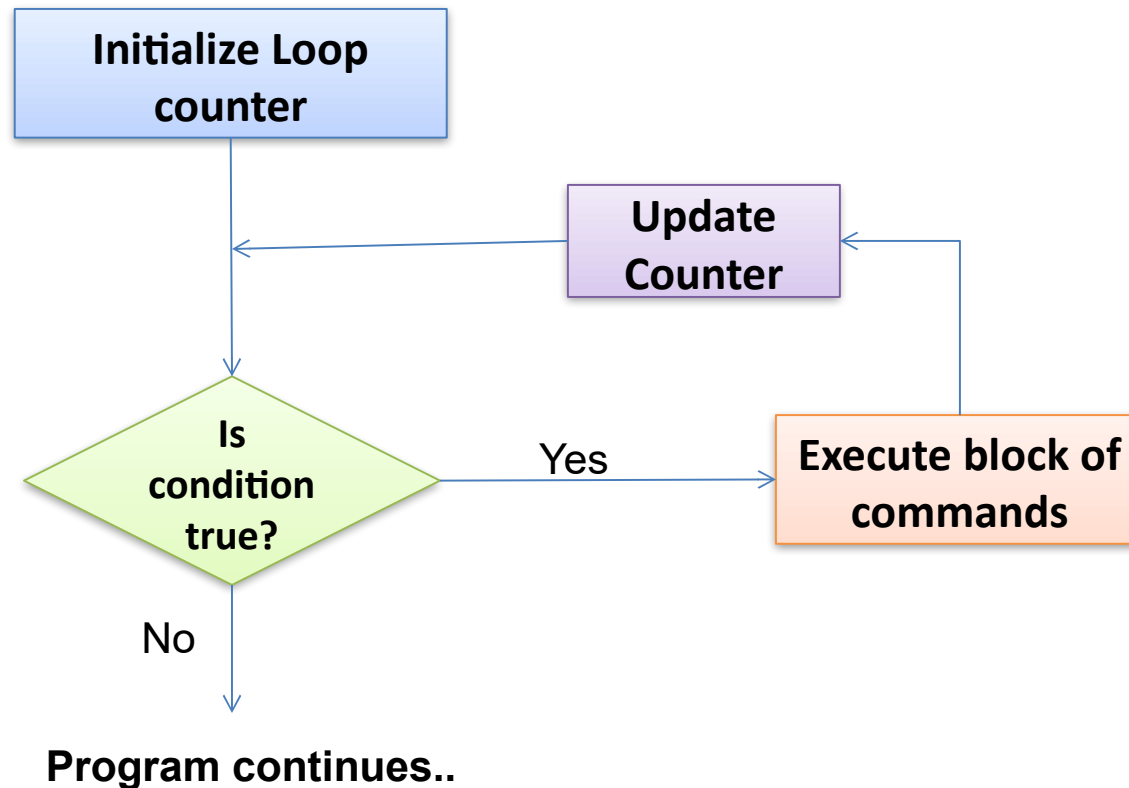 Initialize Loop
counter
Update
Counter
Is
condition
true?
Yes
Execute block of
commands
No
Program continues..